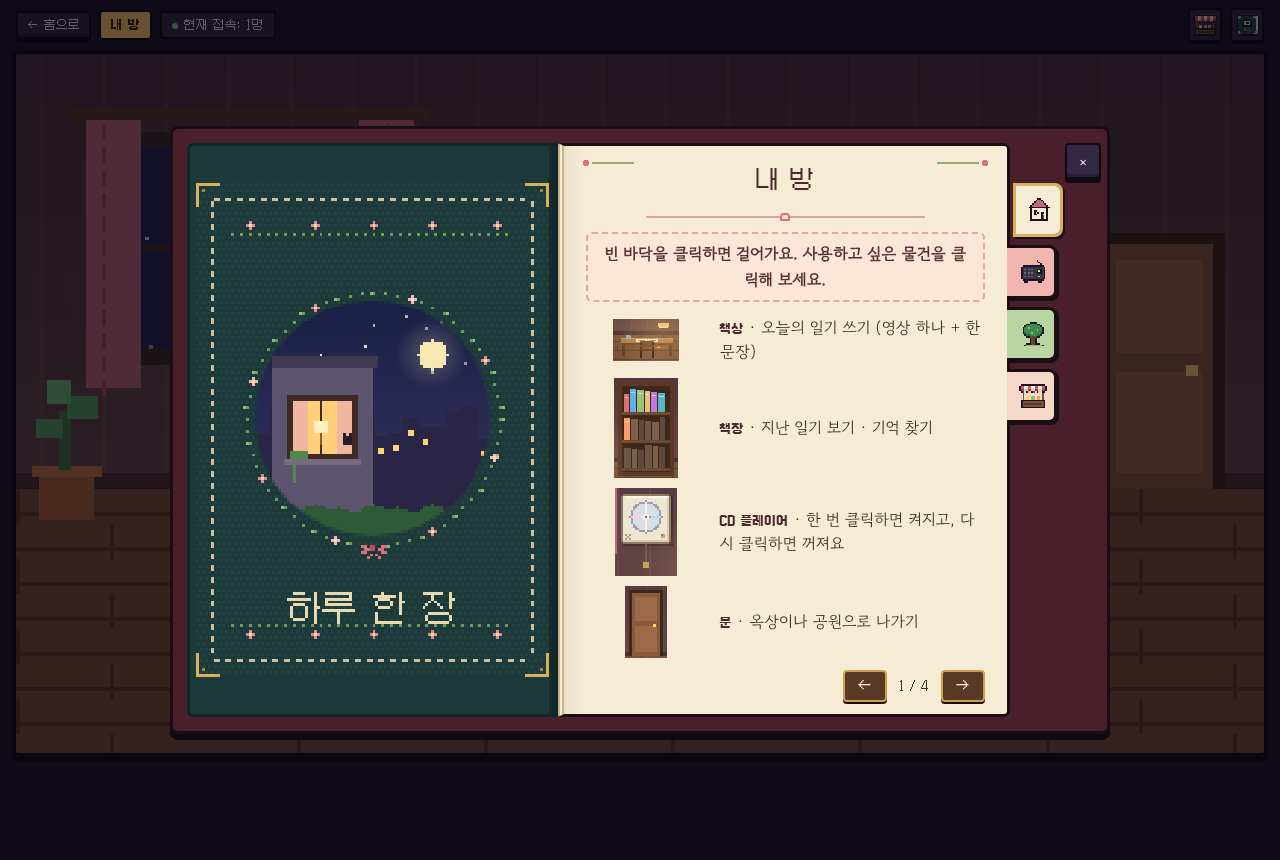 ← 홈으로
내 방
현재 접속: 1명
×
하루 한 장
내 방
빈 바닥을 클릭하면 걸어가요. 사용하고 싶은 물건을 클
릭해 보세요.
책상 · 오늘의 일기 쓰기 (영상 하나 + 한
문장)
책장 · 지난 일기 보기 · 기억 찾기
CD 플레이어 · 한 번 클릭하면 켜지고, 다
시 클릭하면 꺼져요
문 · 옥상이나 공원으로 나가기
← 1 / 4 →